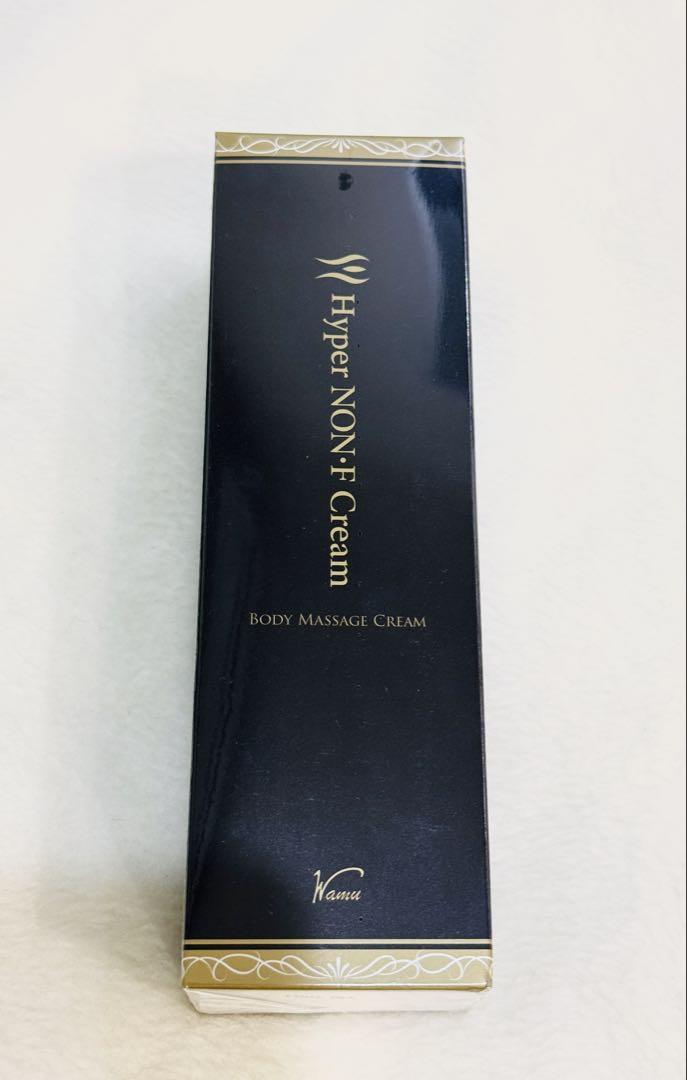 Hyper NON·F Cream
BODY MASSAGE CREAM
Wamu